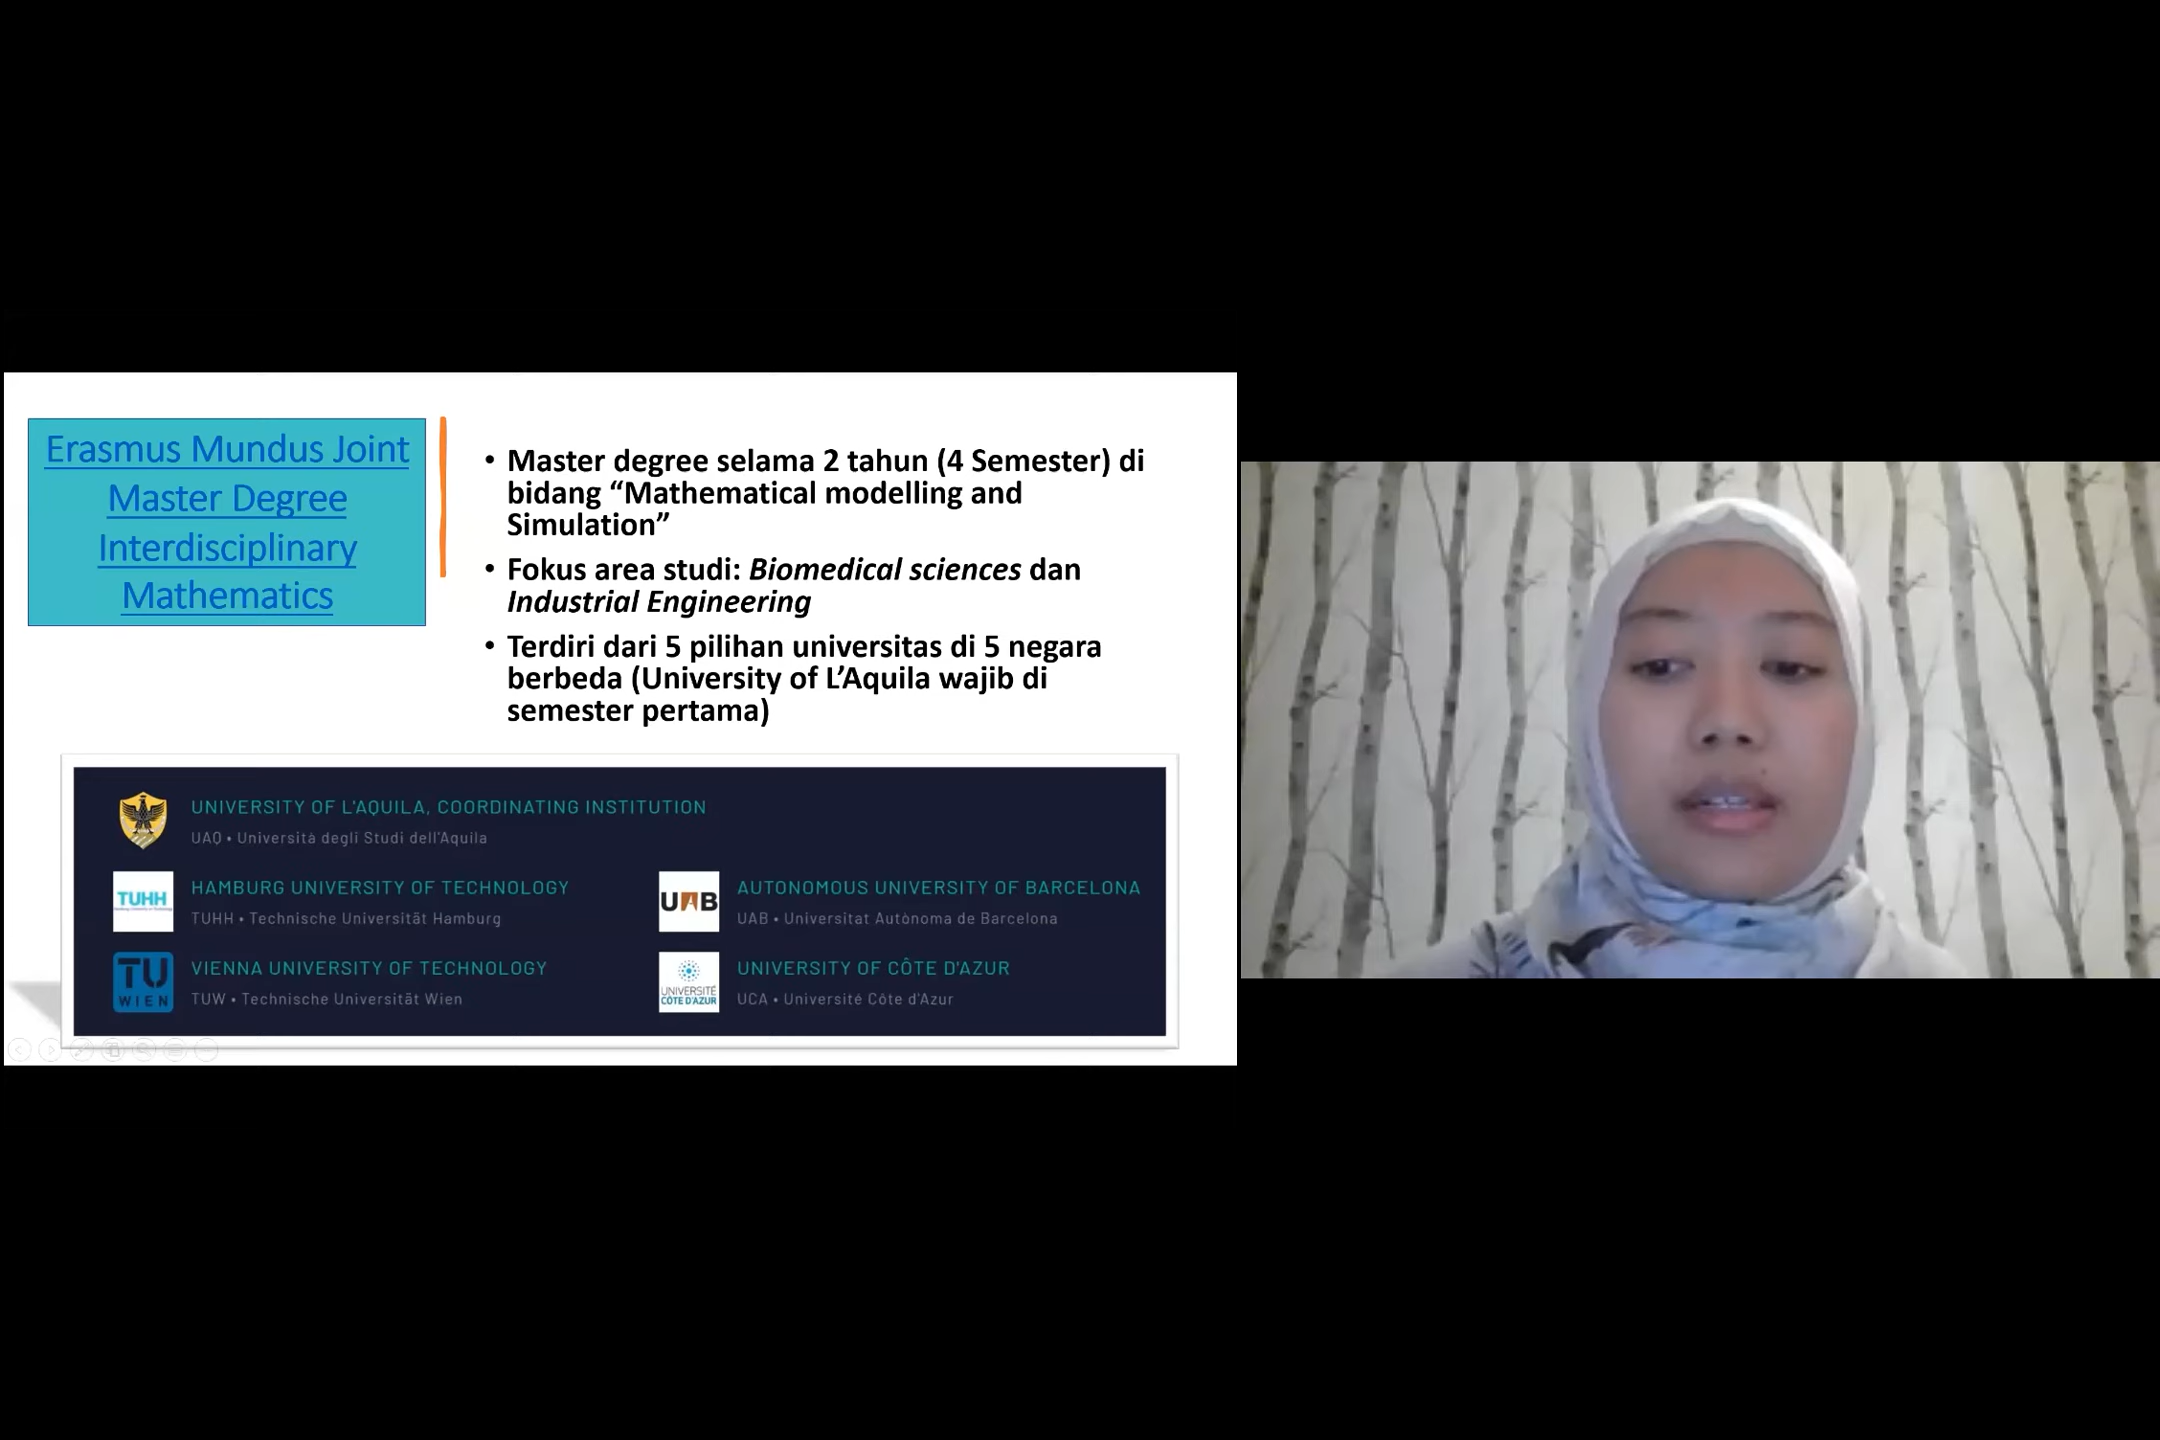 Erasmus Mundus Joint
Master Degree
Interdisciplinary
Mathematics
• Master degree selama 2 tahun (4 Semester) di
bidang “Mathematical modelling and
Simulation”
• Fokus area studi: Biomedical sciences dan
Industrial Engineering
• Terdiri dari 5 pilihan universitas di 5 negara
berbeda (University of L’Aquila wajib di
semester pertama)
UNIVERSITY OF L'AQUILA, COORDINATING INSTITUTION
UAQ • Università degli Studi dell'Aquila
TUHH
HAMBURG UNIVERSITY OF TECHNOLOGY
TUHH • Technische Universität Hamburg
UAB
AUTONOMOUS UNIVERSITY OF BARCELONA
UAB • Universitat Autònoma de Barcelona
TU
WIEN
VIENNA UNIVERSITY OF TECHNOLOGY
TUW • Technische Universität Wien
UNIVERSITÉ
CÔTE D'AZUR
UNIVERSITY OF CÔTE D'AZUR
UCA • Université Côte d'Azur